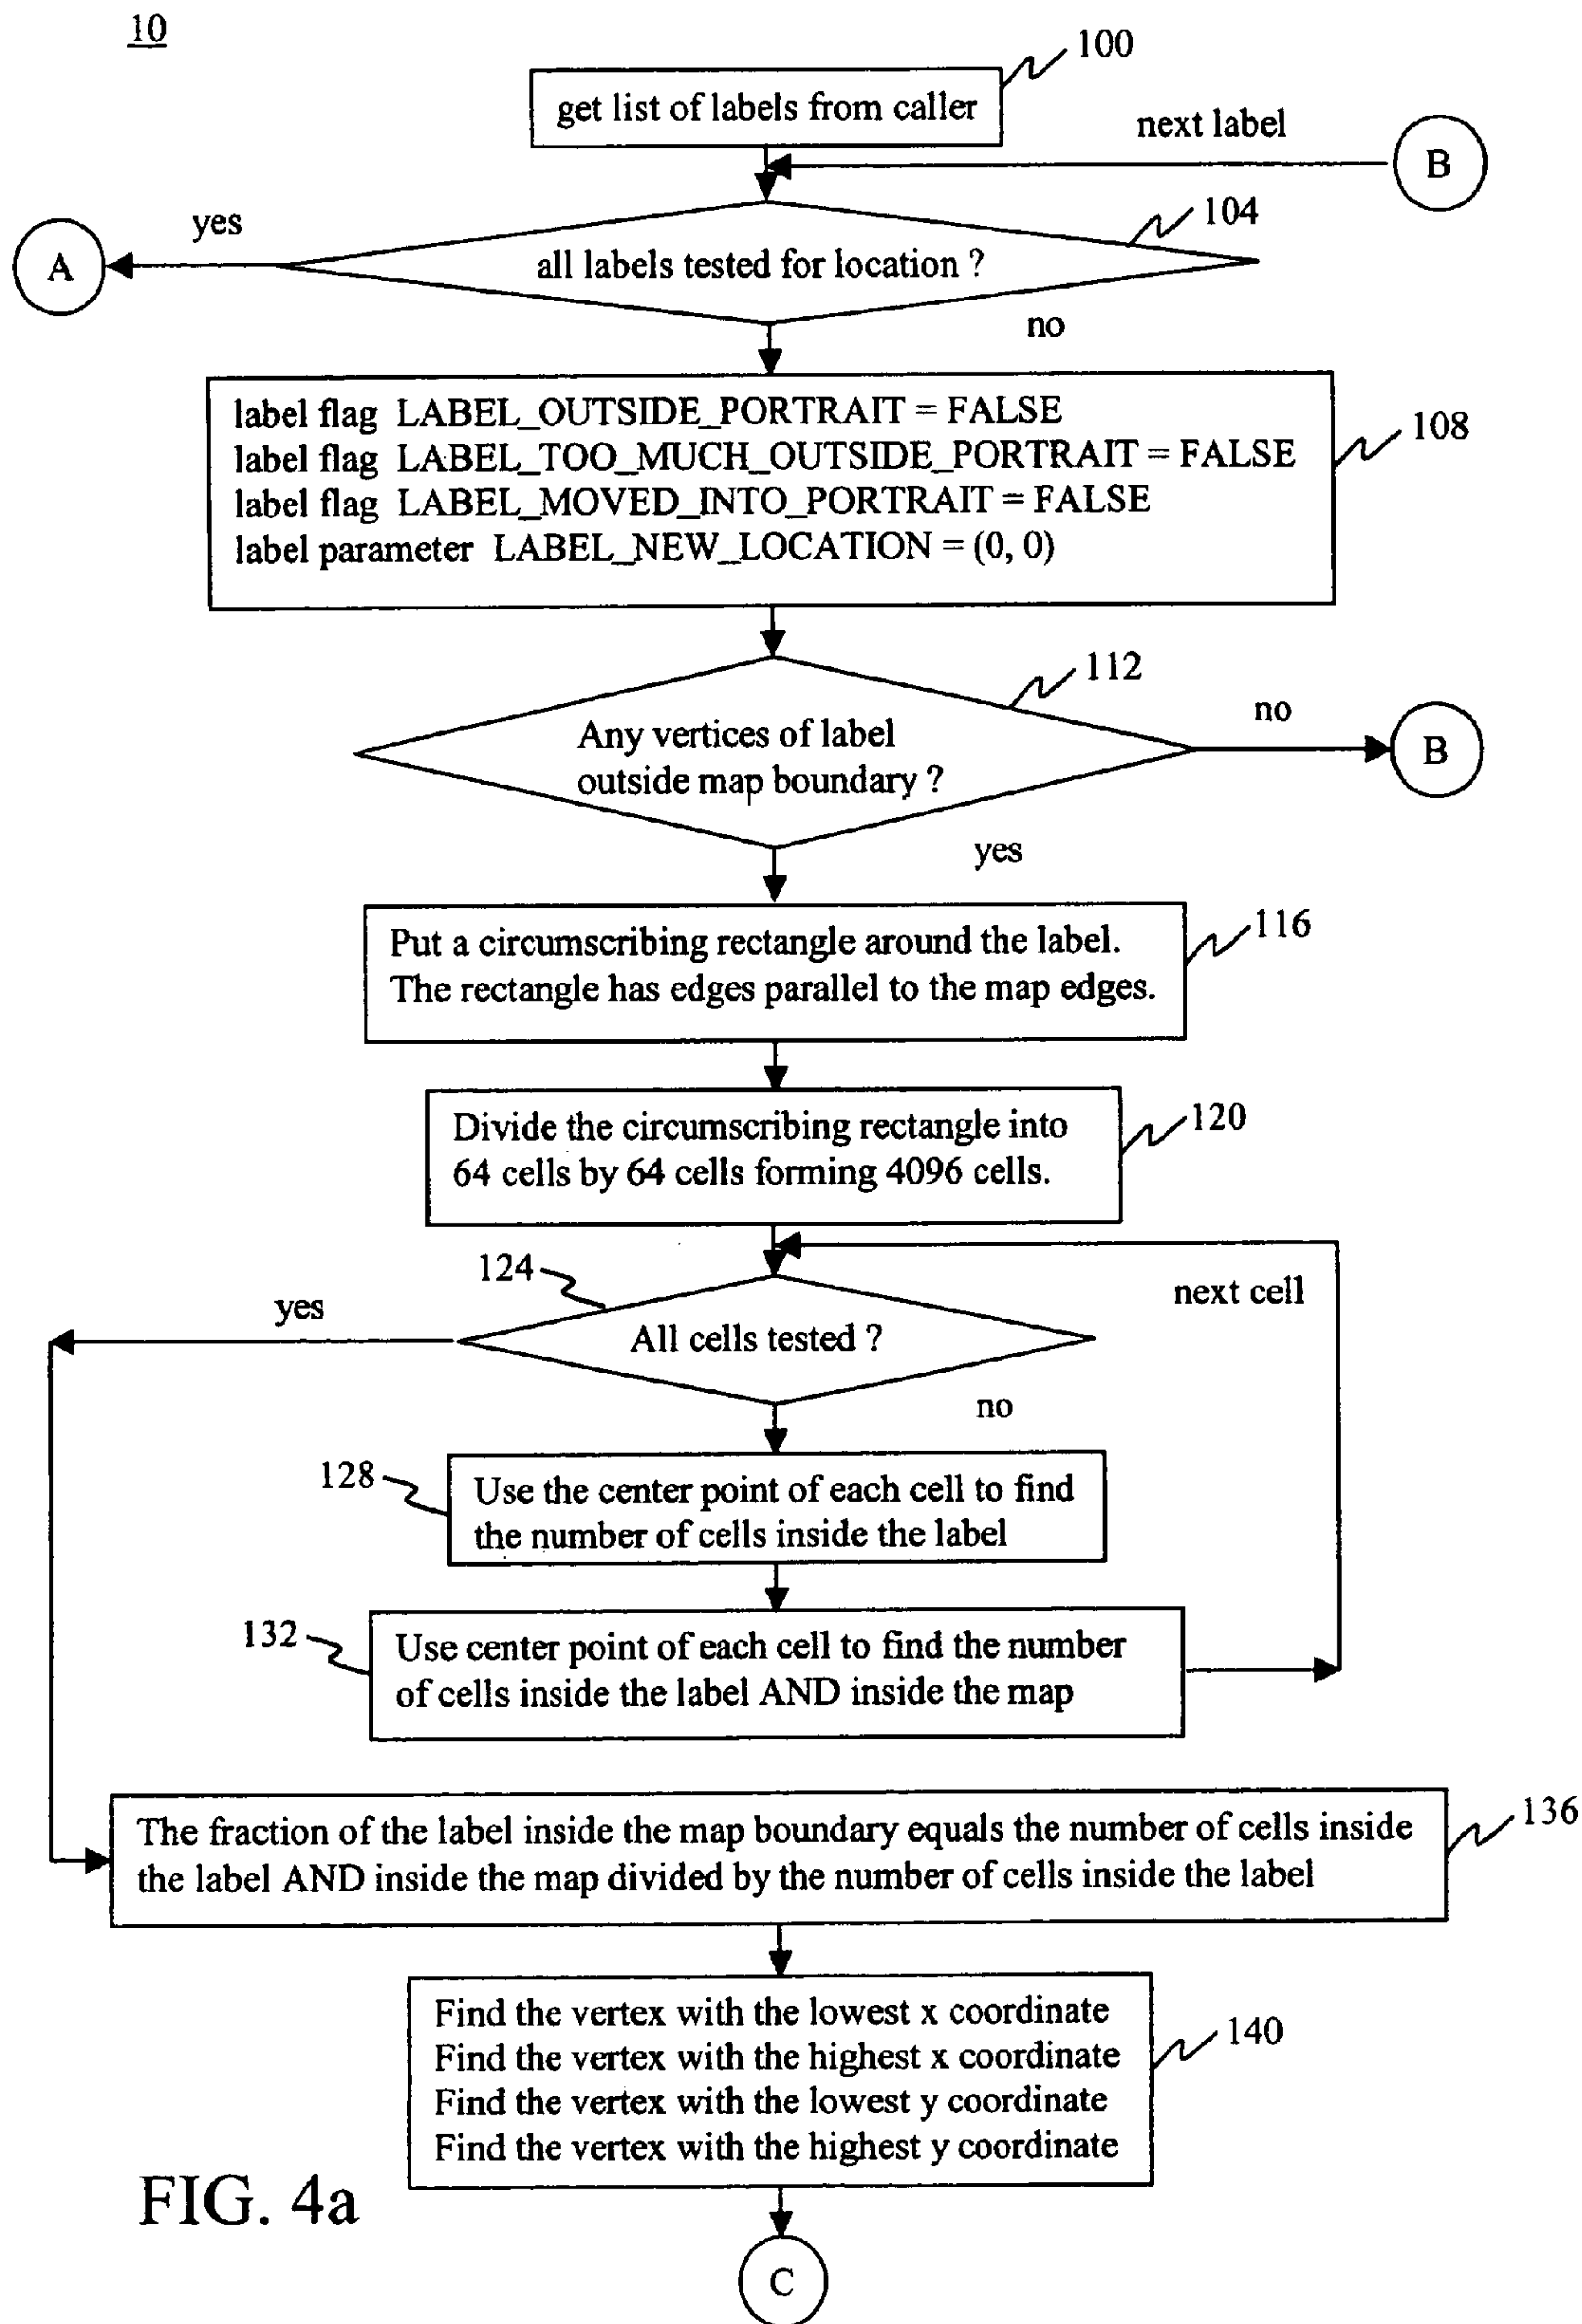 10
100
get list of labels from caller
next label
B
yes
104
A
all labels tested for location ?
no
label flag LABEL_OUTSIDE_PORTRAIT = FALSE
label flag LABEL_TOO_MUCH_OUTSIDE_PORTRAIT = FALSE
label flag LABEL_MOVED_INTO_PORTRAIT = FALSE
label parameter LABEL_NEW_LOCATION = (0, 0)
108
112
no
Any vertices of label
outside map boundary ?
B
yes
Put a circumscribing rectangle around the label.
The rectangle has edges parallel to the map edges.
116
Divide the circumscribing rectangle into
64 cells by 64 cells forming 4096 cells.
120
124
next cell
yes
All cells tested ?
no
128
Use the center point of each cell to find
the number of cells inside the label
132
Use center point of each cell to find the number
of cells inside the label AND inside the map
136
The fraction of the label inside the map boundary equals the number of cells inside
the label AND inside the map divided by the number of cells inside the label
Find the vertex with the lowest x coordinate
Find the vertex with the highest x coordinate
Find the vertex with the lowest y coordinate
Find the vertex with the highest y coordinate
140
FIG. 4a
C